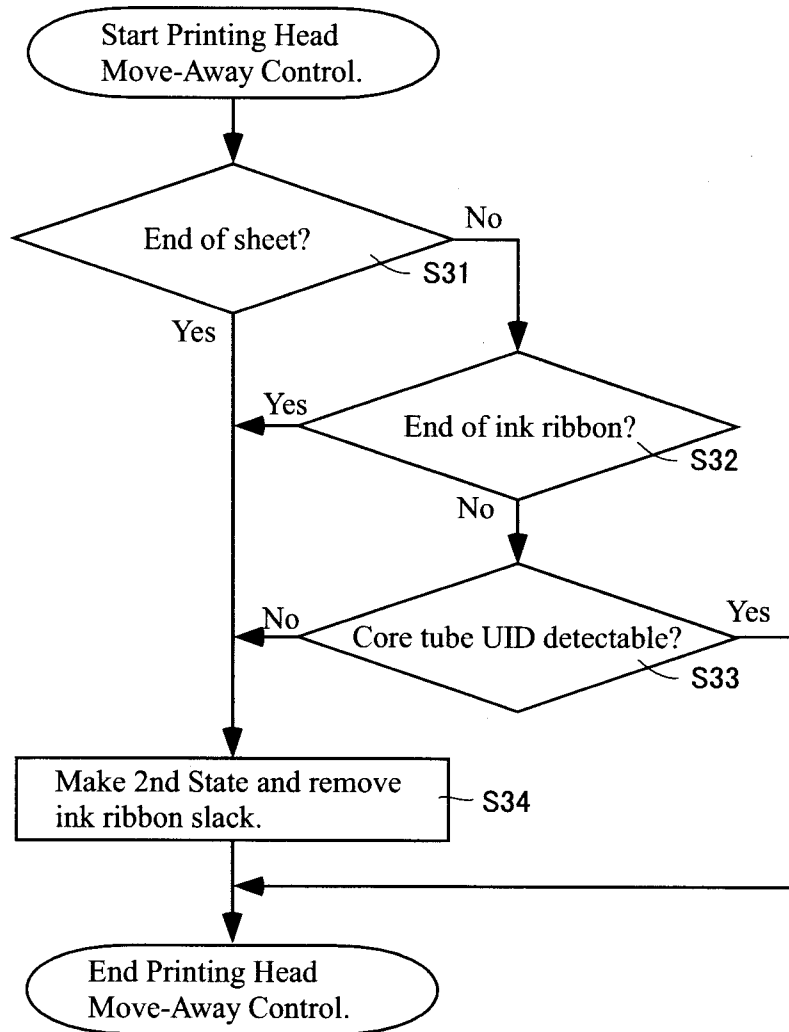 Start Printing Head
Move-Away Control.
End of sheet?
No
S31
Yes
Yes
End of ink ribbon?
S32
No
No
Core tube UID detectable?
Yes
S33
Make 2nd State and remove
ink ribbon slack.
S34
End Printing Head
Move-Away Control.